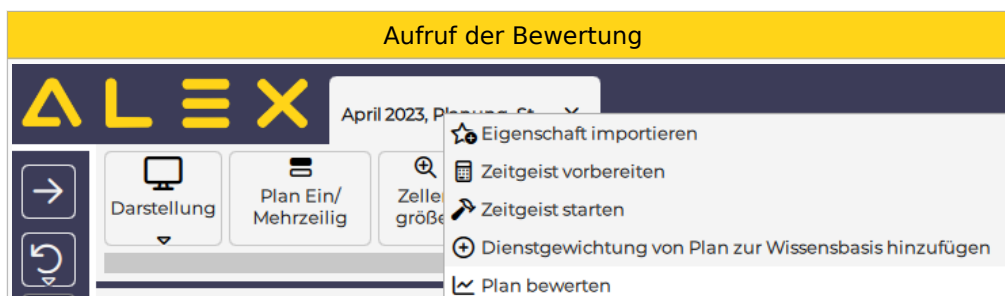 Aufruf der Bewertung
ALEX
April 2023, Planung, St...
Eigenschaft importieren
Darstellung
Plan Ein/
Mehrzeilig
Zeitgeist vorbereiten
Zeitgeist starten
Dienstgewichtung von Plan zur Wissensbasis hinzufügen
Plan bewerten